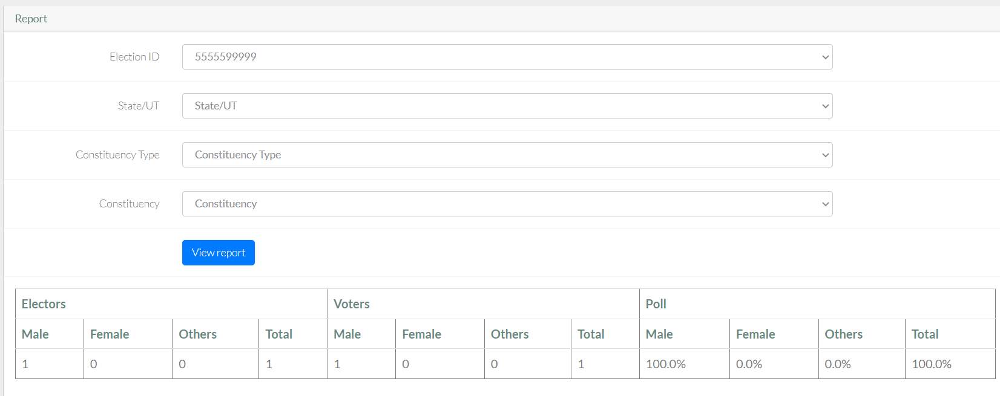 Report
Election ID 5555599999
State/UT State/UT
Constituency Type Constituency Type
Constituency Constituency
View report
Electors Voters Poll
Male Female Others Total Male Female Others Total Male Female Others Total
1 0 0 1 1 0 0 1 100.0% 0.0% 0.0% 100.0%